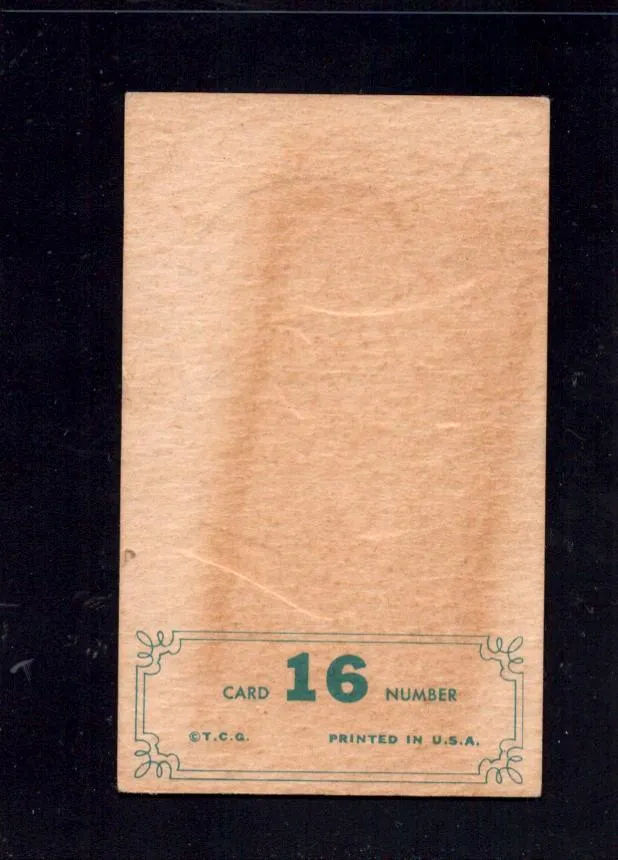 CARD 16 NUMBER
©T.C.G. PRINTED IN U.S.A.